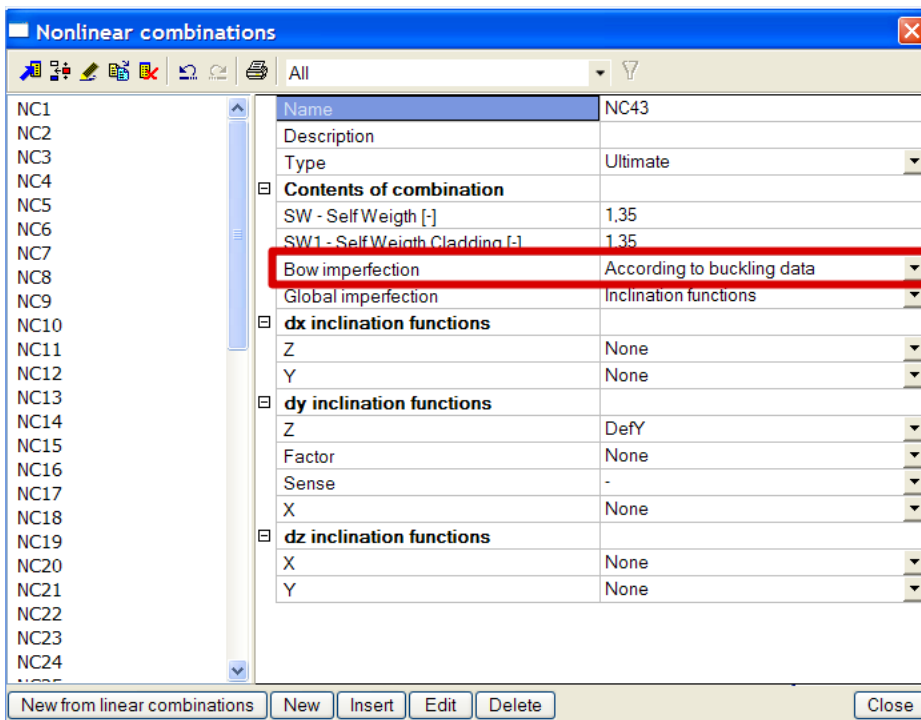 Nonlinear combinations
All
NC1
NC2
NC3
NC4
NC5
NC6
NC7
NC8
NC9
NC10
NC11
NC12
NC13
NC14
NC15
NC16
NC17
NC18
NC19
NC20
NC21
NC22
NC23
NC24
Name NC43
Description
Type Ultimate
Contents of combination
SW - Self Weigth [-] 1,35
SW1 - Self Weigth Cladding [-] 1,35
Bow imperfection According to buckling data
Global imperfection Inclination functions
dx inclination functions
Z None
Y None
dy inclination functions
Z DefY
Factor None
Sense -
X None
dz inclination functions
X None
Y None
New from linear combinations New Insert Edit Delete Close